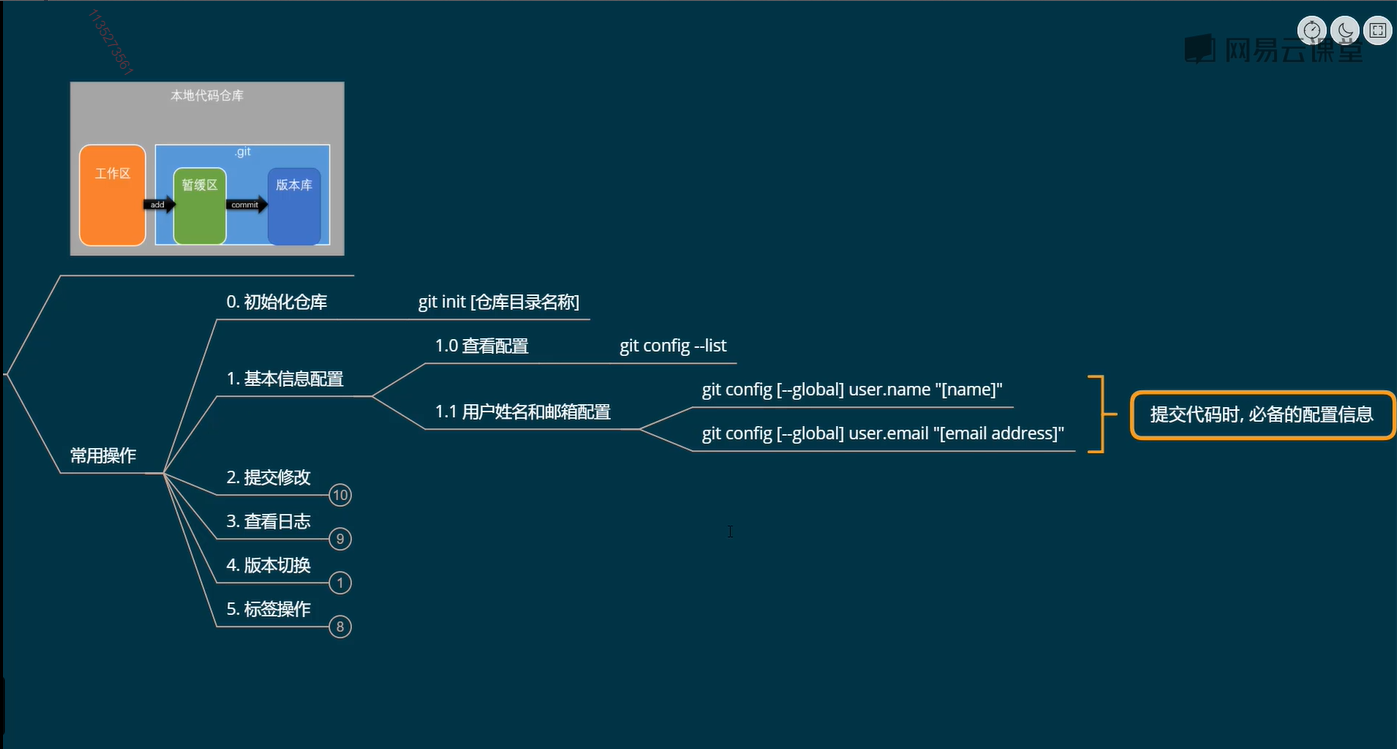 1135273561
网易云课堂
本地代码仓库
.git
工作区
暂缓区
版本库
add
commit
0. 初始化仓库
git init [仓库目录名称]
1.0 查看配置
git config --list
1. 基本信息配置
git config [--global] user.name "[name]"
1.1 用户姓名和邮箱配置
提交代码时, 必备的配置信息
git config [--global] user.email "[email address]"
常用操作
2. 提交修改
10
3. 查看日志
9
4. 版本切换
1
5. 标签操作
8